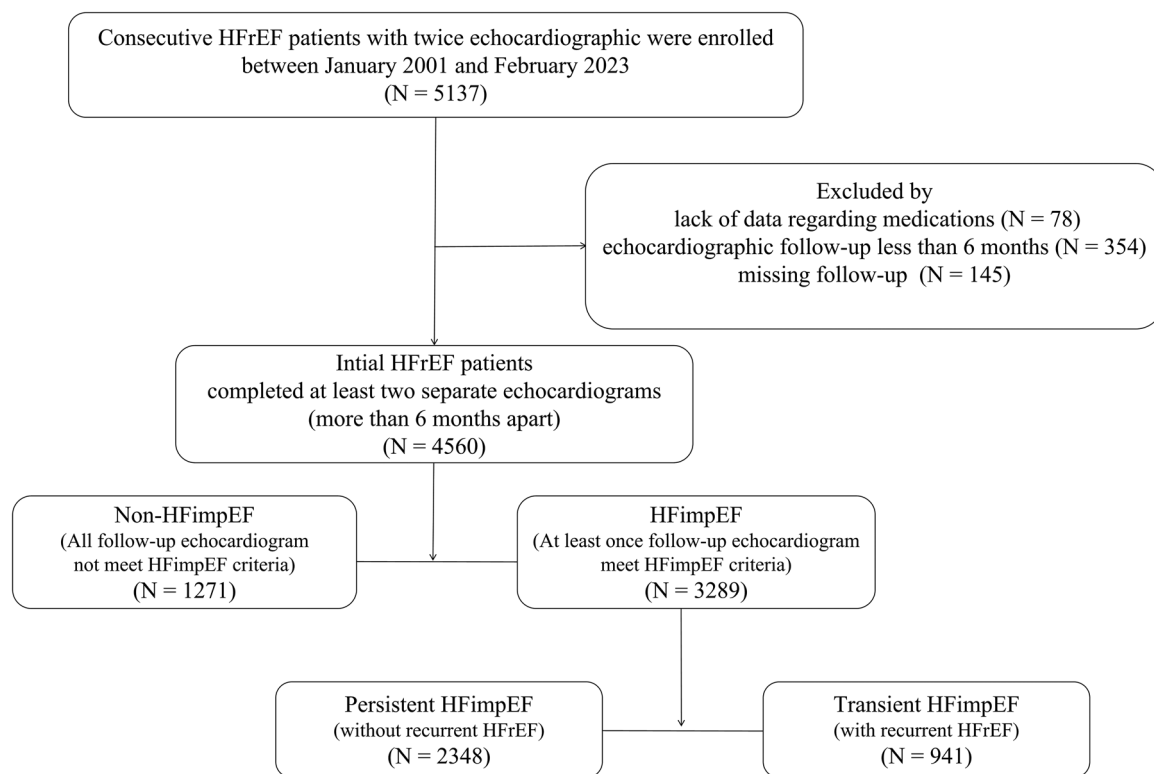 Consecutive HFrEF patients with twice echocardiographic were enrolled
between January 2001 and February 2023
(N = 5137)
Excluded by
lack of data regarding medications (N = 78)
echocardiographic follow-up less than 6 months (N = 354)
missing follow-up (N = 145)
Intial HFrEF patients
completed at least two separate echocardiograms
(more than 6 months apart)
(N = 4560)
Non-HFimpEF
(All follow-up echocardiogram
not meet HFimpEF criteria)
(N = 1271)
HFimpEF
(At least once follow-up echocardiogram
meet HFimpEF criteria)
(N = 3289)
Persistent HFimpEF
(without recurrent HFrEF)
(N = 2348)
Transient HFimpEF
(with recurrent HFrEF)
(N = 941)